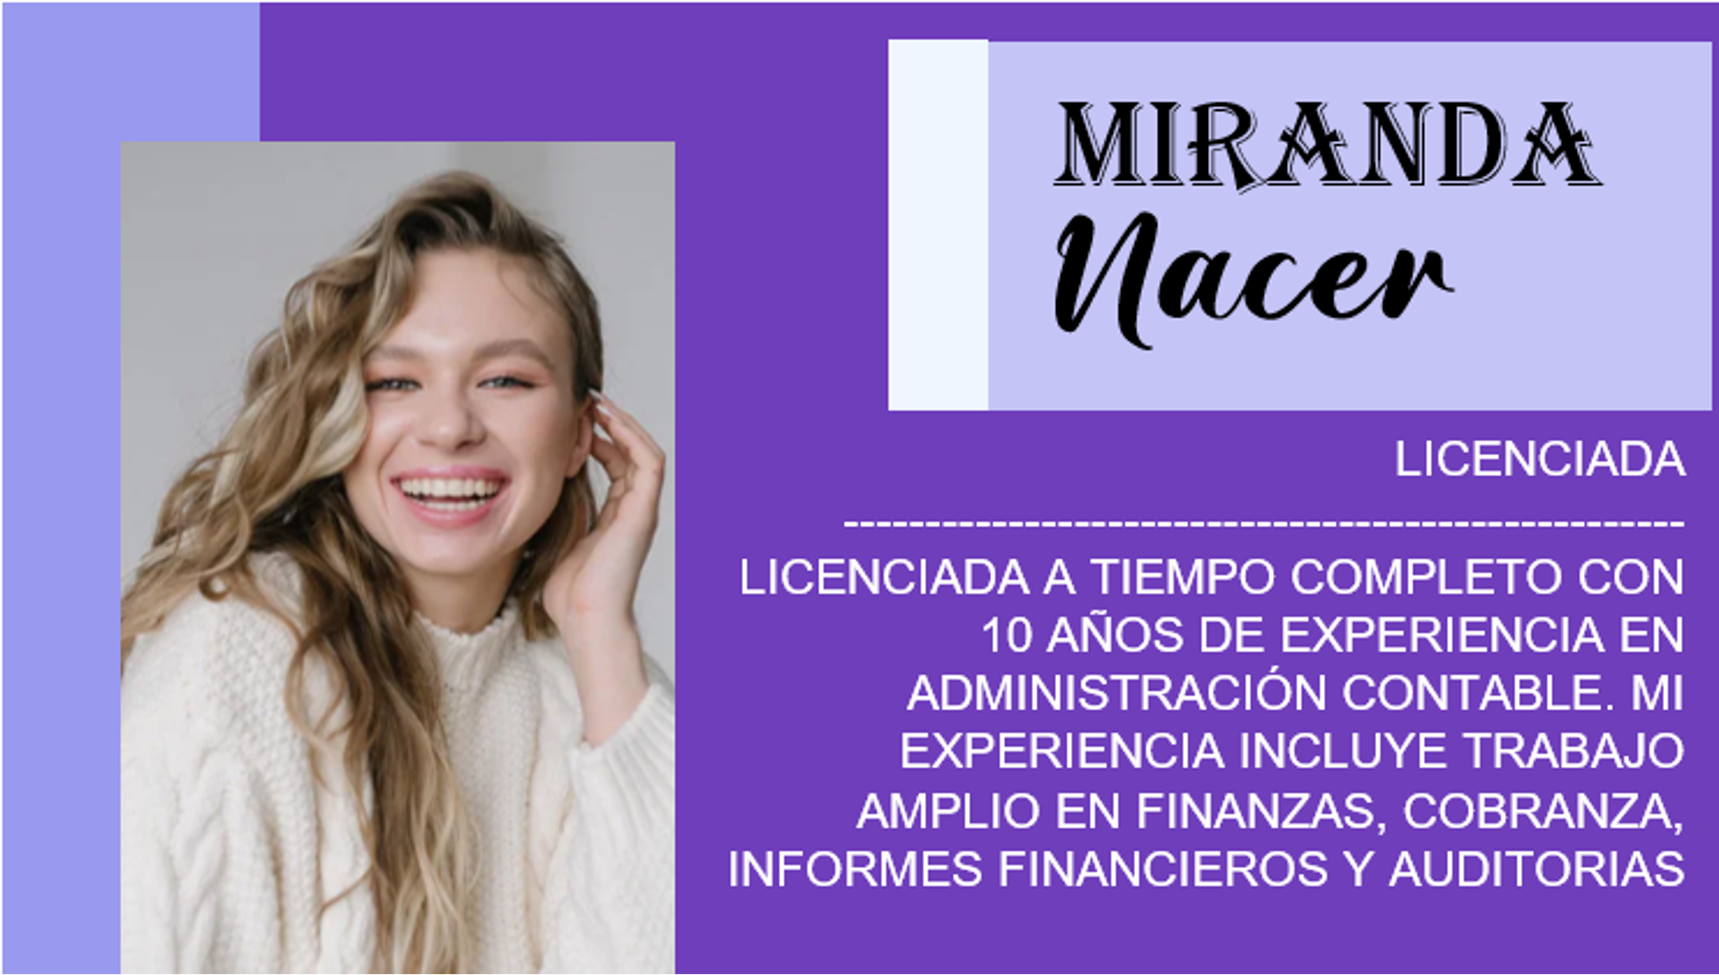 MIRANDA
Nacer
LICENCIADA
----------------------------------------------------
LICENCIADA A TIEMPO COMPLETO CON
10 AÑOS DE EXPERIENCIA EN
ADMINISTRACIÓN CONTABLE. MI
EXPERIENCIA INCLUYE TRABAJO
AMPLIO EN FINANZAS, COBRANZA,
INFORMES FINANCIEROS Y AUDITORIAS